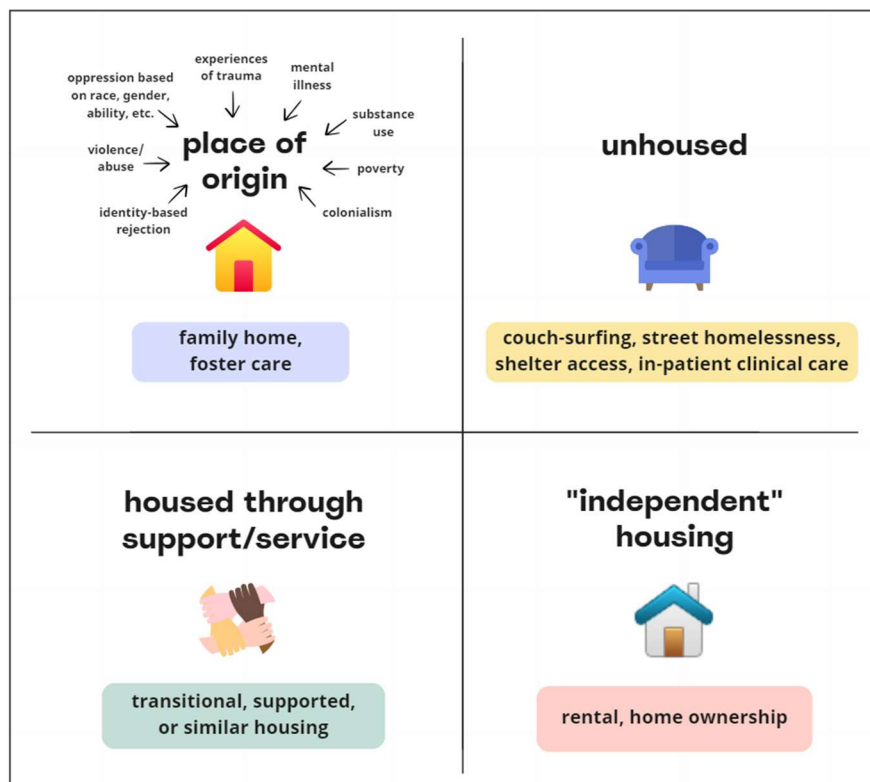 experiences
of trauma
mental
illness
oppression based
on race, gender,
ability, etc.
substance
use
place of
origin
violence/
abuse
poverty
identity-based
rejection
colonialism
family home,
foster care
unhoused
couch-surfing, street homelessness,
shelter access, in-patient clinical care
housed through
support/service
transitional, supported,
or similar housing
"independent"
housing
rental, home ownership